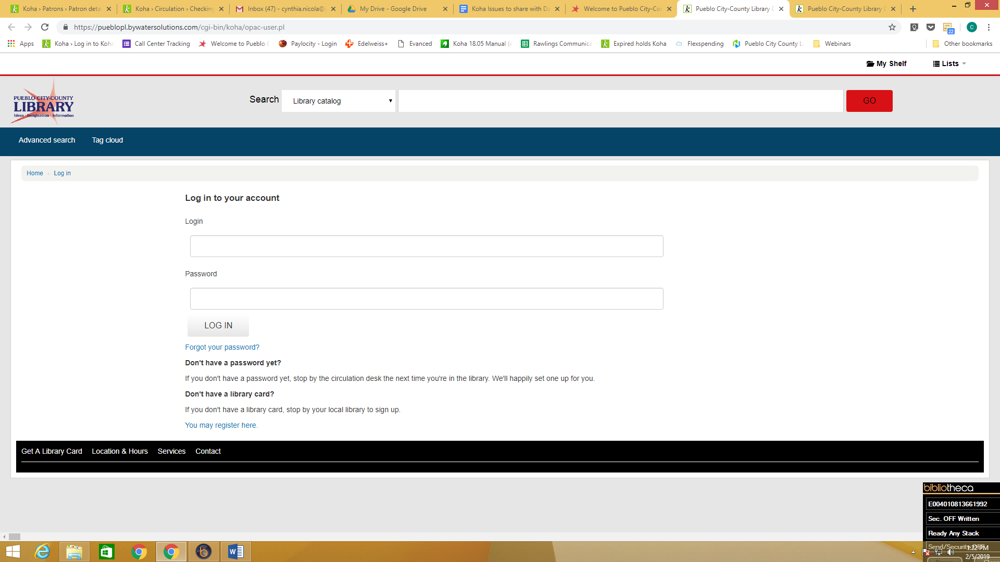 Koha › Patrons › Patron deta
Koha › Circulation › Checking
Inbox (47) - cynthia.nicola@
My Drive - Google Drive
Koha Issues to share with Da
Welcome to Pueblo City-Cou
Pueblo City-County Library D
Pueblo City-County Library D
https://pueblopl.bywatersolutions.com/cgi-bin/koha/opac-user.pl
22
C
Apps
Koha › Log in to Koha
Call Center Tracking
Welcome to Pueblo C
Paylocity - Login
Edelweiss+
Evanced
Koha 18.05 Manual (e
Rawlings Communica
Expired holds Koha
Flexspending
Pueblo City County L
Webinars
Other bookmarks
My Shelf
Lists
PUEBLO CITY-COUNTY
LIBRARY
Ideas - Imagination - Information
Search
Library catalog
GO
Advanced search
Tag cloud
Home › Log in
Log in to your account
Login
Password
LOG IN
Forgot your password?
Don't have a password yet?
If you don't have a password yet, stop by the circulation desk the next time you're in the library. We'll happily set one up for you.
Don't have a library card?
If you don't have a library card, stop by your local library to sign up.
You may register here.
Get A Library Card
Location & Hours
Services
Contact
bibliotheca
E004010813661992
Sec. OFF Written
Ready Any Stack
Send/Security OFF
1:22 PM
2/5/2019